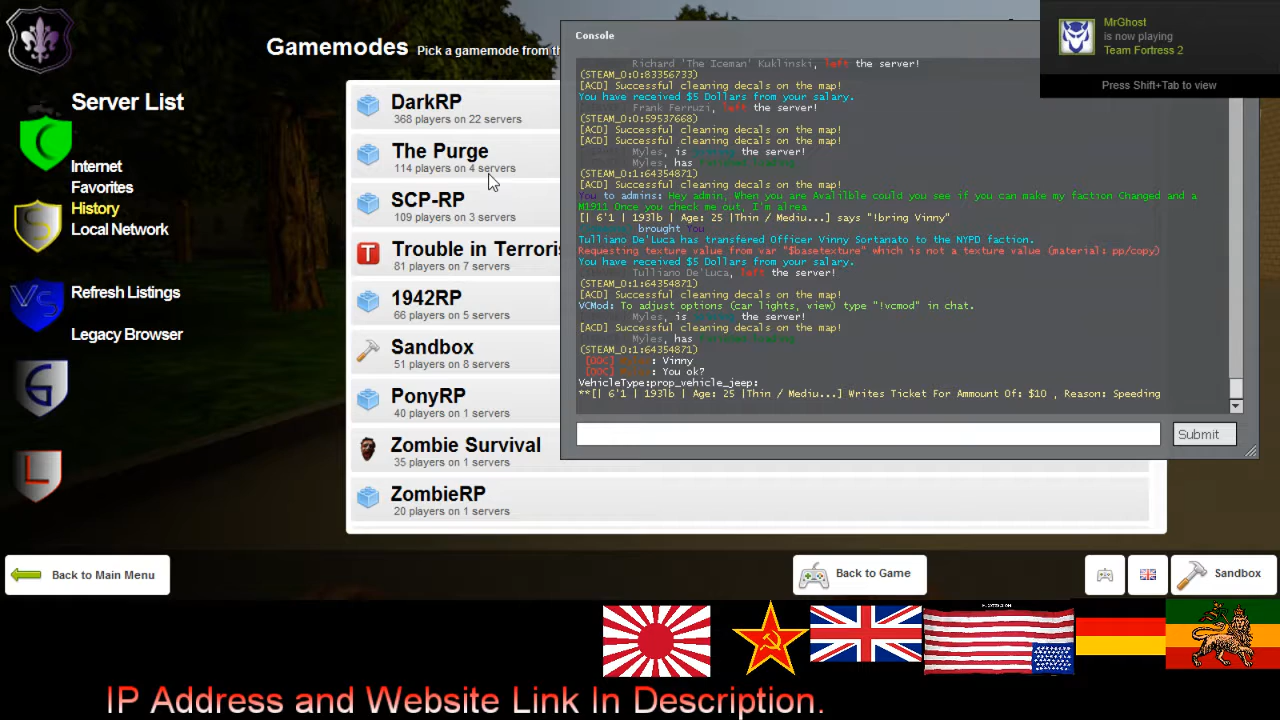 Gamemodes Pick a gamemode from th
Server List
Internet
Favorites
History
Local Network
Refresh Listings
Legacy Browser
VS
G
L
DarkRP
368 players on 22 servers
The Purge
114 players on 4 servers
SCP-RP
109 players on 3 servers
T
Trouble in Terroris
81 players on 7 servers
1942RP
66 players on 5 servers
Sandbox
51 players on 8 servers
PonyRP
40 players on 1 servers
Zombie Survival
35 players on 1 servers
ZombieRP
20 players on 1 servers
Console
Richard 'The Iceman' Kuklinski, left the server!
(STEAM_0:0:83356733)
[ACD] Successful cleaning decals on the map!
You have received $5 Dollars from your salary.
Frank Ferruzi, left the server!
(STEAM_0:0:59537668)
[ACD] Successful cleaning decals on the map!
[ACD] Successful cleaning decals on the map!
Myles, is joining the server!
Myles, has finished loading.
(STEAM_0:1:64354871)
[ACD] Successful cleaning decals on the map!
You to admins: Hey admin, When you are Availilble could you see if you can make my faction Changed and a
M1911 Once you check me out, I'm alrea
[| 6'1 | 193lb | Age: 25 |Thin / Mediu...] says "!bring Vinny"
brought You
Tulliano De'Luca has transfered Officer Vinny Sortanato to the NYPD faction.
Requesting texture value from var "$basetexture" which is not a texture value (material: pp/copy)
You have received $5 Dollars from your salary.
Tulliano De'Luca, left the server!
(STEAM_0:1:64354871)
[ACD] Successful cleaning decals on the map!
VCMod: To adjust options (car lights, view) type "!vcmod" in chat.
Myles, is joining the server!
[ACD] Successful cleaning decals on the map!
Myles, has finished loading.
(STEAM_0:1:64354871)
[OOC] Myles: Vinny
[OOC] Myles: You ok?
VehicleType:prop_vehicle_jeep:
**[| 6'1 | 193lb | Age: 25 |Thin / Mediu...] Writes Ticket For Ammount Of: $10 , Reason: Speeding
Submit
MrGhost
is now playing
Team Fortress 2
Press Shift+Tab to view
Back to Main Menu
Back to Game
Sandbox
IP Address and Website Link In Description.